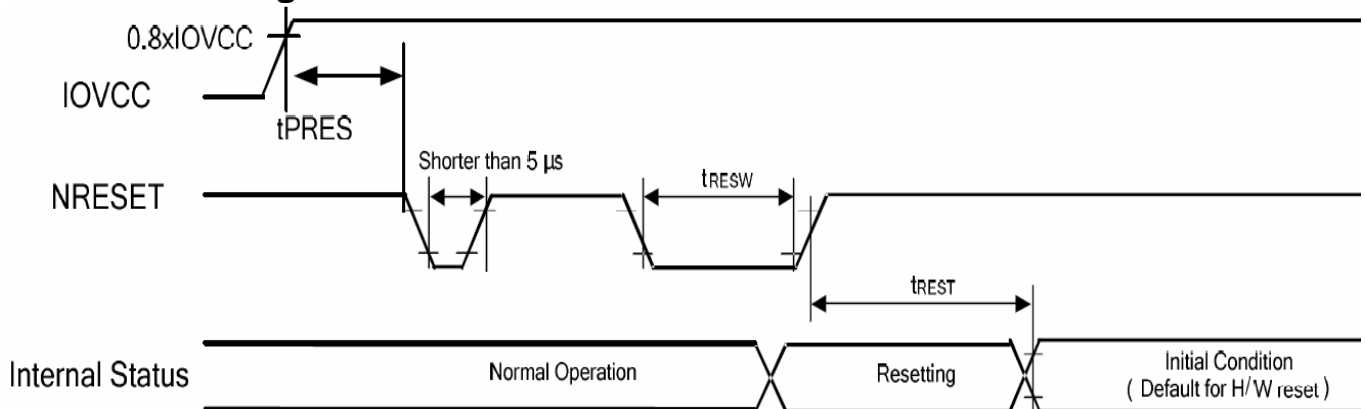 0.8xIOVCC
IOVCC
tPRES
Shorter than 5 μs
NRESET
tRESW
tREST
Internal Status
Normal Operation
Resetting
Initial Condition
( Default for H/W reset )